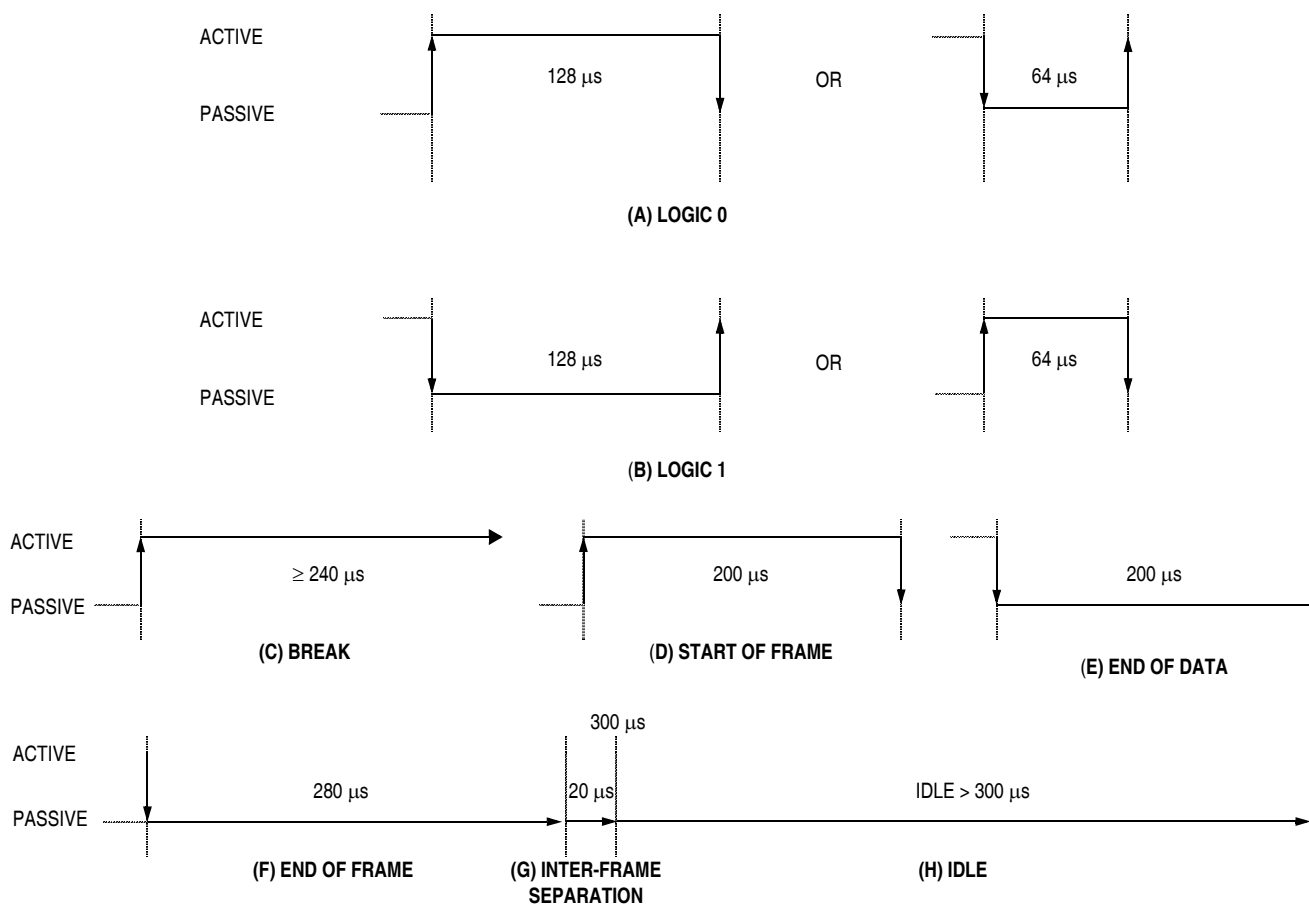 ACTIVE
128 μs
OR
64 μs
PASSIVE
(A) LOGIC 0
ACTIVE
128 μs
OR
64 μs
PASSIVE
(B) LOGIC 1
ACTIVE
≥ 240 μs
200 μs
200 μs
PASSIVE
(C) BREAK
(D) START OF FRAME
(E) END OF DATA
300 μs
ACTIVE
280 μs
20 μs
IDLE > 300 μs
PASSIVE
(F) END OF FRAME
(G) INTER-FRAME
SEPARATION
(H) IDLE